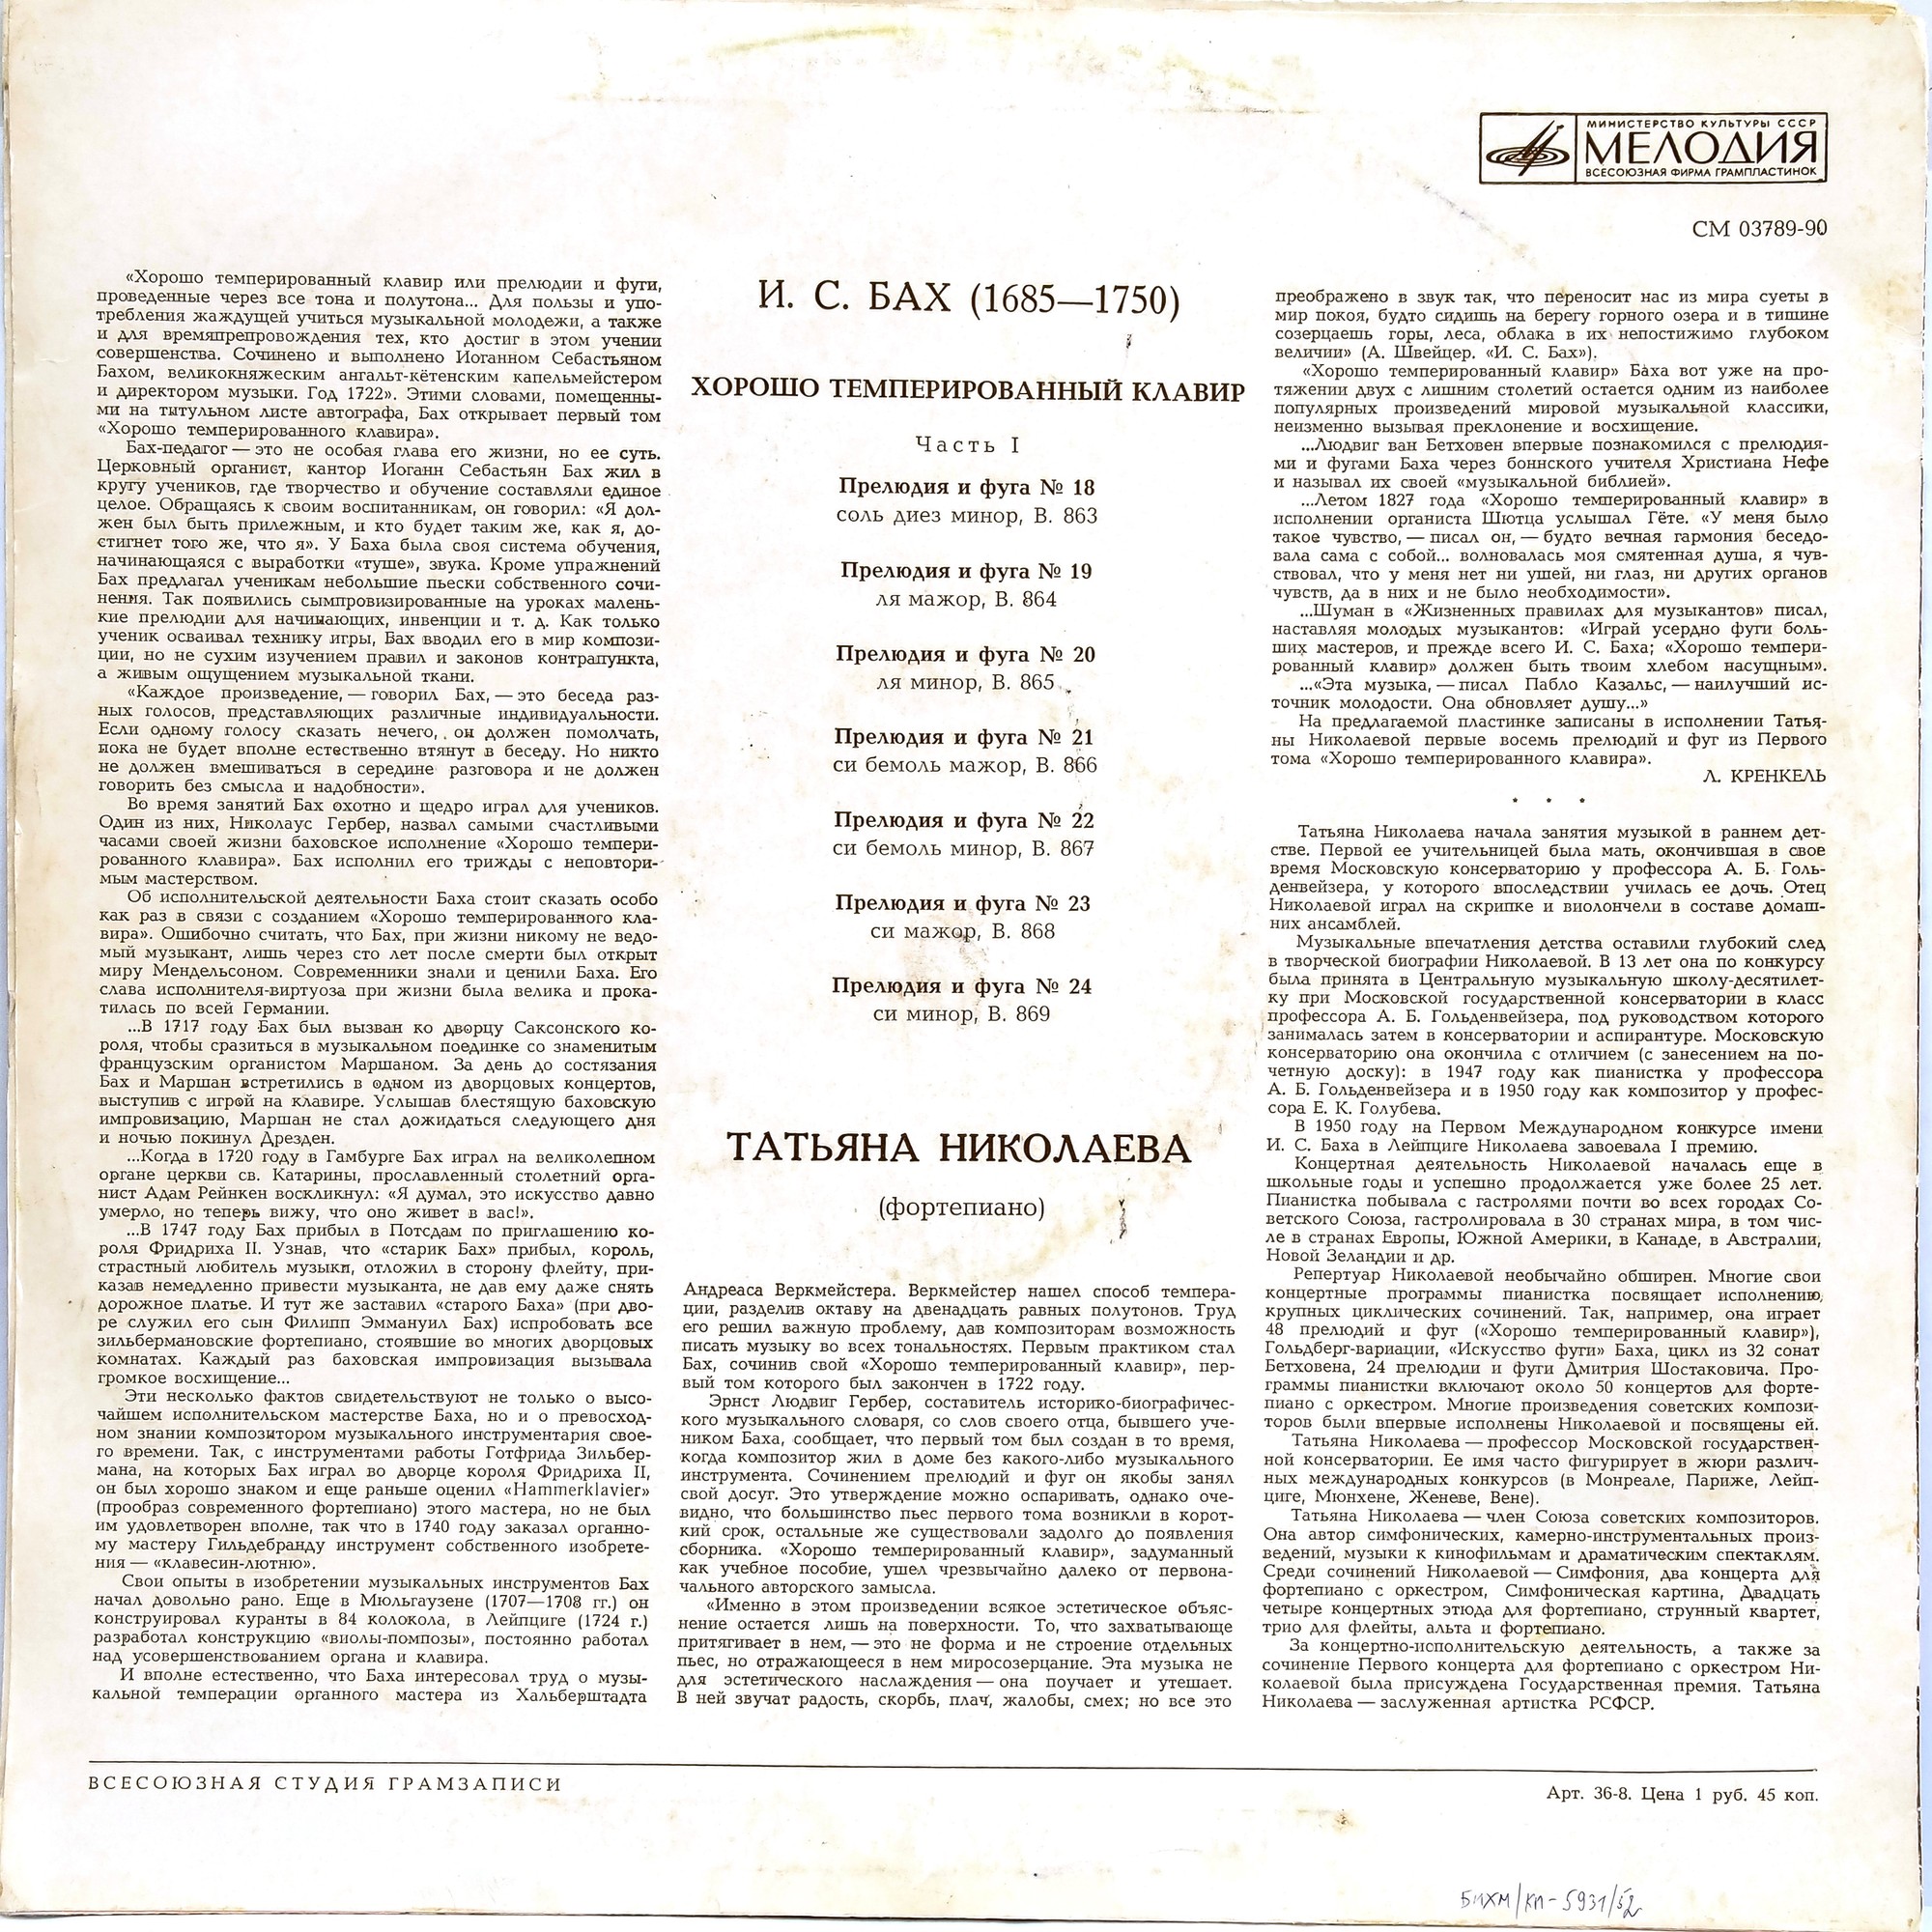 МИНИСТЕРСТВО КУЛЬТУРЫ СССР
МЕЛОДИЯ
ВСЕСОЮЗНАЯ ФИРМА ГРАМПЛАСТИНОК
СМ 03789-90
«Хорошо темперированный клавир или прелюдии и фуги,
проведенные через все тона и полутона... Для пользы и упо-
требления жаждущей учиться музыкальной молодежи, а также
и для времяпрепровождения тех, кто достиг в этом учении
совершенства. Сочинено и выполнено Иоганном Себастьяном
Бахом, великокняжеским ангальт-кётенским капельмейстером
и директором музыки. Год 1722». Этими словами, помещенны-
ми на титульном листе автографа, Бах открывает первый том
«Хорошо темперированного клавира».
Бах-педагог — это не особая глава его жизни, но ее суть.
Церковный органист, кантор Иоганн Себастьян Бах жил в
кругу учеников, где творчество и обучение составляли единое
целое. Обращаясь к своим воспитанникам, он говорил: «Я дол-
жен был быть прилежным, и кто будет таким же, как я, до-
стигнет того же, что я». У Баха была своя система обучения,
начинающаяся с выработки «туше», звука. Кроме упражнений
Бах предлагал ученикам небольшие пьески собственного сочи-
нения. Так появились сымпровизированные на уроках малень-
кие прелюдии для начинающих, инвенции и т. д. Как только
ученик осваивал технику игры, Бах вводил его в мир компози-
ции, но не сухим изучением правил и законов контрапункта,
а живым ощущением музыкальной ткани.
«Каждое произведение, — говорил Бах, — это беседа раз-
ных голосов, представляющих различные индивидуальности.
Если одному голосу сказать нечего, он должен помолчать,
пока не будет вполне естественно втянут в беседу. Но никто
не должен вмешиваться в середине разговора и не должен
говорить без смысла и надобности».
Во время занятий Бах охотно и щедро играл для учеников.
Один из них, Николаус Гербер, назвал самыми счастливыми
часами своей жизни баховское исполнение «Хорошо темпери-
рованного клавира». Бах исполнил его трижды с неповтори-
мым мастерством.
Об исполнительской деятельности Баха стоит сказать особо
как раз в связи с созданием «Хорошо темперированного кла-
вира». Ошибочно считать, что Бах, при жизни никому не ведо-
мый музыкант, лишь через сто лет после смерти был открыт
миру Мендельсоном. Современники знали и ценили Баха. Его
слава исполнителя-виртуоза при жизни была велика и прока-
тилась по всей Германии.
...В 1717 году Бах был вызван ко дворцу Саксонского ко-
роля, чтобы сразиться в музыкальном поединке со знаменитым
французским органистом Маршаном. За день до состязания
Бах и Маршан встретились в одном из дворцовых концертов,
выступив с игрой на клавире. Услышав блестящую баховскую
импровизацию, Маршан не стал дожидаться следующего дня
и ночью покинул Дрезден.
...Когда в 1720 году в Гамбурге Бах играл на великолепном
органе церкви св. Катарины, прославленный столетний орга-
нист Адам Рейнкен воскликнул: «Я думал, это искусство давно
умерло, но теперь вижу, что оно живет в вас!».
...В 1747 году Бах прибыл в Потсдам по приглашению ко-
роля Фридриха II. Узнав, что «старик Бах» прибыл, король,
страстный любитель музыки, отложил в сторону флейту, при-
казав немедленно привести музыканта, не дав ему даже снять
дорожное платье. И тут же заставил «старого Баха» (при дво-
ре служил его сын Филипп Эммануил Бах) испробовать все
зильбермановские фортепиано, стоявшие во многих дворцовых
комнатах. Каждый раз баховская импровизация вызывала
громкое восхищение...
Эти несколько фактов свидетельствуют не только о высо-
чайшем исполнительском мастерстве Баха, но и о превосход-
ном знании композитором музыкального инструментария свое-
го времени. Так, с инструментами работы Готфрида Зильбер-
мана, на которых Бах играл во дворце короля Фридриха II,
он был хорошо знаком и еще раньше оценил «Hammerklavier»
(прообраз современного фортепиано) этого мастера, но не был
им удовлетворен вполне, так что в 1740 году заказал органно-
му мастеру Гильдебранду инструмент собственного изобрете-
ния — «клавесин-лютню».
Свои опыты в изобретении музыкальных инструментов Бах
начал довольно рано. Еще в Мюльгаузене (1707—1708 гг.) он
конструировал куранты в 84 колокола, в Лейпциге (1724 г.)
разработал конструкцию «виолы-помпозы», постоянно работал
над усовершенствованием органа и клавира.
И вполне естественно, что Баха интересовал труд о музы-
кальной темперации органного мастера из Хальберштадта
И. С. БАХ (1685—1750)
ХОРОШО ТЕМПЕРИРОВАННЫЙ КЛАВИР
Часть I
Прелюдия и фуга № 18
соль диез минор, В. 863
Прелюдия и фуга № 19
ля мажор, В. 864
Прелюдия и фуга № 20
ля минор, В. 865
Прелюдия и фуга № 21
си бемоль мажор, В. 866
Прелюдия и фуга № 22
си бемоль минор, В. 867
Прелюдия и фуга № 23
си мажор, В. 868
Прелюдия и фуга № 24
си минор, В. 869
ТАТЬЯНА НИКОЛАЕВА
(фортепиано)
Андреаса Веркмейстера. Веркмейстер нашел способ темпера-
ции, разделив октаву на двенадцать равных полутонов. Труд
его решил важную проблему, дав композиторам возможность
писать музыку во всех тональностях. Первым практиком стал
Бах, сочинив свой «Хорошо темперированный клавир», пер-
вый том которого был закончен в 1722 году.
Эрнст Людвиг Гербер, составитель историко-биографичес-
кого музыкального словаря, со слов своего отца, бывшего уче-
ником Баха, сообщает, что первый том был создан в то время,
когда композитор жил в доме без какого-либо музыкального
инструмента. Сочинением прелюдий и фуг он якобы занял
свой досуг. Это утверждение можно оспаривать, однако оче-
видно, что большинство пьес первого тома возникли в корот-
кий срок, остальные же существовали задолго до появления
сборника. «Хорошо темперированный клавир», задуманный
как учебное пособие, ушел чрезвычайно далеко от первона-
чального авторского замысла.
«Именно в этом произведении всякое эстетическое объяс-
нение остается лишь на поверхности. То, что захватывающе
притягивает в нем, — это не форма и не строение отдельных
пьес, но отражающееся в нем миросозерцание. Эта музыка не
для эстетического наслаждения — она поучает и утешает.
В ней звучат радость, скорбь, плач, жалобы, смех; но все это
преображено в звук так, что переносит нас из мира суеты в
мир покоя, будто сидишь на берегу горного озера и в тишине
созерцаешь горы, леса, облака в их непостижимо глубоком
величии» (А. Швейцер. «И. С. Бах»).
«Хорошо темперированный клавир» Баха вот уже на про-
тяжении двух с лишним столетий остается одним из наиболее
популярных произведений мировой музыкальной классики,
неизменно вызывая преклонение и восхищение.
...Людвиг ван Бетховен впервые познакомился с прелюдия-
ми и фугами Баха через боннского учителя Христиана Нефе
и называл их своей «музыкальной библией».
...Летом 1827 года «Хорошо темперированный клавир» в
исполнении органиста Шютца услышал Гёте. «У меня было
такое чувство, — писал он, — будто вечная гармония беседо-
вала сама с собой... волновалась моя смятенная душа, я чув-
ствовал, что у меня нет ни ушей, ни глаз, ни других органов
чувств, да в них и не было необходимости».
...Шуман в «Жизненных правилах для музыкантов» писал,
наставляя молодых музыкантов: «Играй усердно фуги боль-
ших мастеров, и прежде всего И. С. Баха; «Хорошо темпери-
рованный клавир» должен быть твоим хлебом насущным».
...«Эта музыка, — писал Пабло Казальс, — наилучший ис-
точник молодости. Она обновляет душу...»
На предлагаемой пластинке записаны в исполнении Татья-
ны Николаевой первые восемь прелюдий и фуг из Первого
тома «Хорошо темперированного клавира».
Л. КРЕНКЕЛЬ
* * *
Татьяна Николаева начала занятия музыкой в раннем дет-
стве. Первой ее учительницей была мать, окончившая в свое
время Московскую консерваторию у профессора А. Б. Голь-
денвейзера, у которого впоследствии училась ее дочь. Отец
Николаевой играл на скрипке и виолончели в составе домаш-
них ансамблей.
Музыкальные впечатления детства оставили глубокий след
в творческой биографии Николаевой. В 13 лет она по конкурсу
была принята в Центральную музыкальную школу-десятилет-
ку при Московской государственной консерватории в класс
профессора А. Б. Гольденвейзера, под руководством которого
занималась затем в консерватории и аспирантуре. Московскую
консерваторию она окончила с отличием (с занесением на по-
четную доску): в 1947 году как пианистка у профессора
А. Б. Гольденвейзера и в 1950 году как композитор у профес-
сора Е. К. Голубева.
В 1950 году на Первом Международном конкурсе имени
И. С. Баха в Лейпциге Николаева завоевала I премию.
Концертная деятельность Николаевой началась еще в
школьные годы и успешно продолжается уже более 25 лет.
Пианистка побывала с гастролями почти во всех городах Со-
ветского Союза, гастролировала в 30 странах мира, в том чис-
ле в странах Европы, Южной Америки, в Канаде, в Австралии,
Новой Зеландии и др.
Репертуар Николаевой необычайно обширен. Многие свои
концертные программы пианистка посвящает исполнению
крупных циклических сочинений. Так, например, она играет
48 прелюдий и фуг («Хорошо темперированный клавир»),
Гольдберг-вариации, «Искусство фуги» Баха, цикл из 32 сонат
Бетховена, 24 прелюдии и фуги Дмитрия Шостаковича. Про-
граммы пианистки включают около 50 концертов для форте-
пиано с оркестром. Многие произведения советских компози-
торов были впервые исполнены Николаевой и посвящены ей.
Татьяна Николаева — профессор Московской государствен-
ной консерватории. Ее имя часто фигурирует в жюри различ-
ных международных конкурсов (в Монреале, Париже, Лейп-
циге, Мюнхене, Женеве, Вене).
Татьяна Николаева — член Союза советских композиторов.
Она автор симфонических, камерно-инструментальных произ-
ведений, музыки к кинофильмам и драматическим спектаклям.
Среди сочинений Николаевой — Симфония, два концерта для
фортепиано с оркестром, Симфоническая картина, Двадцать
четыре концертных этюда для фортепиано, струнный квартет,
трио для флейты, альта и фортепиано.
За концертно-исполнительскую деятельность, а также за
сочинение Первого концерта для фортепиано с оркестром Ни-
колаевой была присуждена Государственная премия. Татьяна
Николаева — заслуженная артистка РСФСР.
ВСЕСОЮЗНАЯ СТУДИЯ ГРАМЗАПИСИ
Арт. 36-8. Цена 1 руб. 45 коп.
БИХМ/КП-5931/52